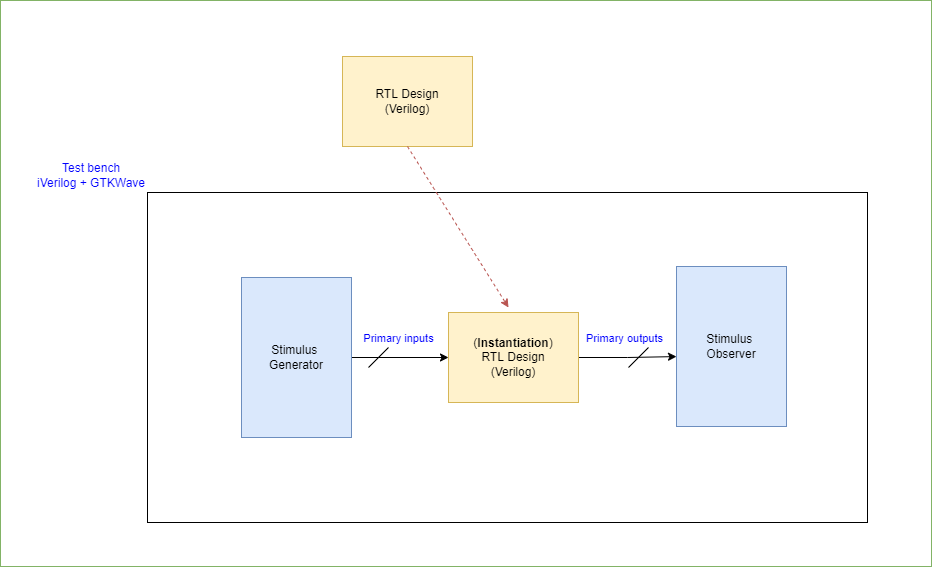 RTL Design
(Verilog)
Test bench
iVerilog + GTKWave
Stimulus
Generator
Primary inputs
(Instantiation)
RTL Design
(Verilog)
Primary outputs
Stimulus
Observer